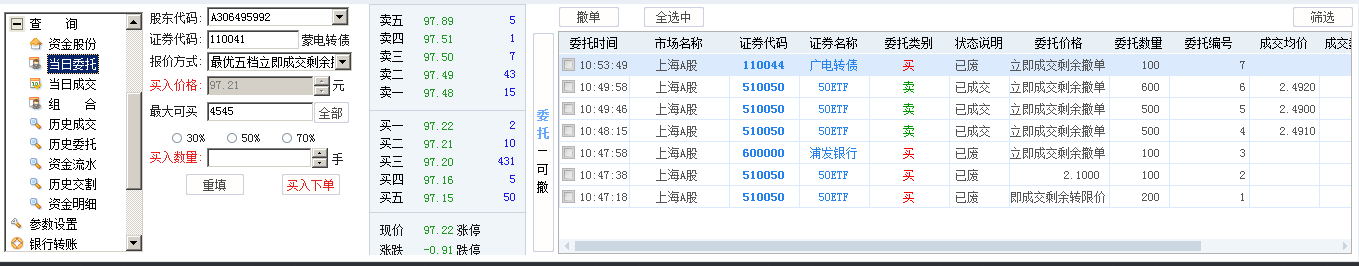 查 询
资金股份
当日委托
当日成交
组 合
历史成交
历史委托
资金流水
历史交割
资金明细
参数设置
银行转账
股东代码: A306495992
证券代码: 110041 蒙电转债
报价方式: 最优五档立即成交剩余
买入价格: 97.21 元
最大可买 4545 全部
30% 50% 70%
买入数量: 手
重填 买入下单
卖五 97.89 5
卖四 97.51 1
卖三 97.50 7
卖二 97.49 43
卖一 97.48 15
买一 97.22 2
买二 97.21 10
买三 97.20 431
买四 97.16 5
买五 97.15 50
现价 97.22 涨停
涨跌 -0.91 跌停
委托-可撤
撤单 全选中 筛选
委托时间 市场名称 证券代码 证券名称 委托类别 状态说明 委托价格 委托数量 委托编号 成交均价 成交
10:53:49 上海A股 110044 广电转债 买 已废 立即成交剩余撤单 100 7
10:49:58 上海A股 510050 50ETF 卖 已成交 立即成交剩余撤单 600 6 2.4920
10:49:46 上海A股 510050 50ETF 卖 已成交 立即成交剩余撤单 500 5 2.4900
10:48:15 上海A股 510050 50ETF 卖 已成交 立即成交剩余撤单 500 4 2.4910
10:47:58 上海A股 600000 浦发银行 买 已废 立即成交剩余撤单 100 3
10:47:38 上海A股 510050 50ETF 买 已废 2.1000 100 2
10:47:18 上海A股 510050 50ETF 买 已废 即成交剩余转限价 200 1